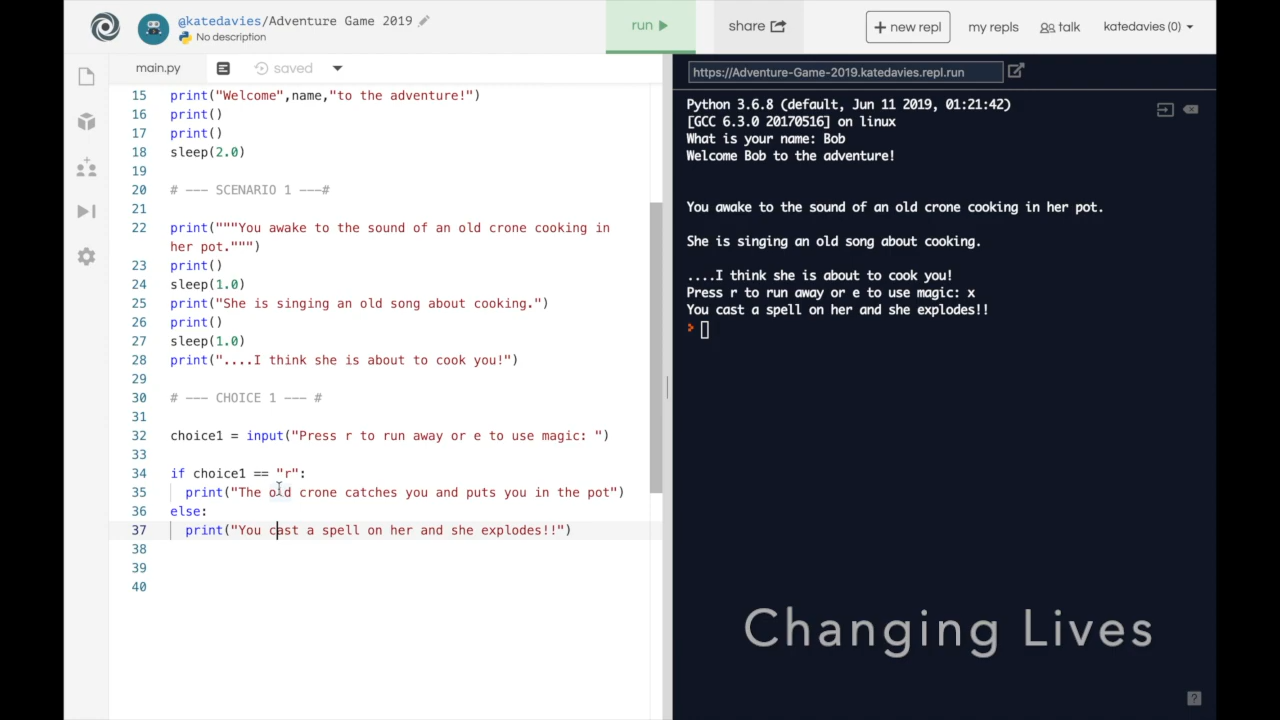 @katedavies/Adventure Game 2019
No description
run
share
+ new repl
my repls
talk
katedavies (0)
main.py
saved
https://Adventure-Game-2019.katedavies.repl.run
15 print("Welcome",name,"to the adventure!")
16 print()
17 print()
18 sleep(2.0)
19
20 # --- SCENARIO 1 ---#
21
22 print("""You awake to the sound of an old crone cooking in
her pot.""")
23 print()
24 sleep(1.0)
25 print("She is singing an old song about cooking.")
26 print()
27 sleep(1.0)
28 print("....I think she is about to cook you!")
29
30 # --- CHOICE 1 --- #
31
32 choice1 = input("Press r to run away or e to use magic: ")
33
34 if choice1 == "r":
35 print("The old crone catches you and puts you in the pot")
36 else:
37 print("You cast a spell on her and she explodes!!")
38
39
40
Python 3.6.8 (default, Jun 11 2019, 01:21:42)
[GCC 6.3.0 20170516] on linux
What is your name: Bob
Welcome Bob to the adventure!
You awake to the sound of an old crone cooking in her pot.
She is singing an old song about cooking.
....I think she is about to cook you!
Press r to run away or e to use magic: x
You cast a spell on her and she explodes!!
Changing Lives
?